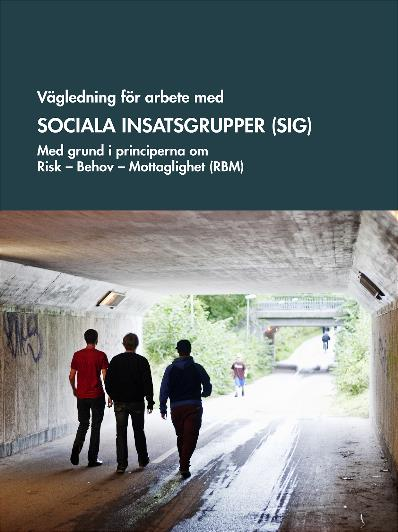 Vägledning för arbete med
SOCIALA INSATSGRUPPER (SIG)
Med grund i principerna om
Risk – Behov – Mottaglighet (RBM)